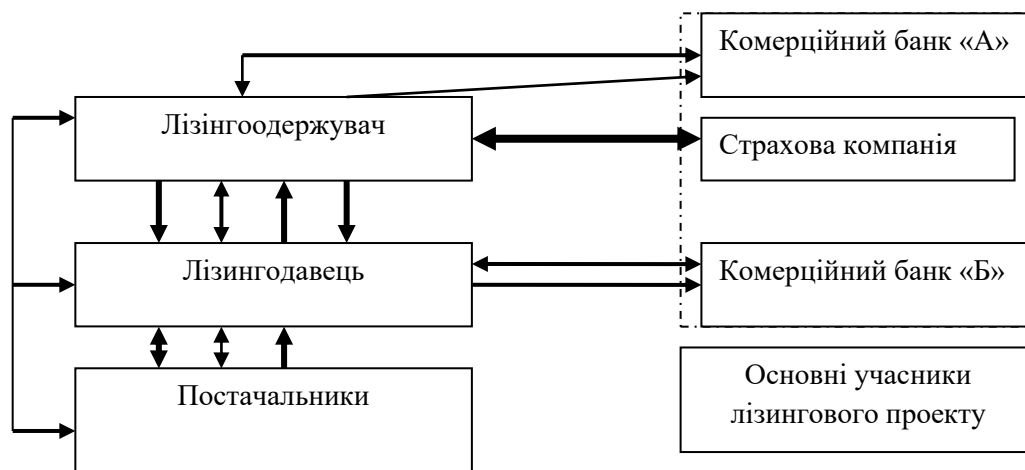 Комерційний банк «А»
Лізінгоодержувач
Страхова компанія
Лізингодавець
Комерційний банк «Б»
Постачальники
Основні учасники
лізингового проекту